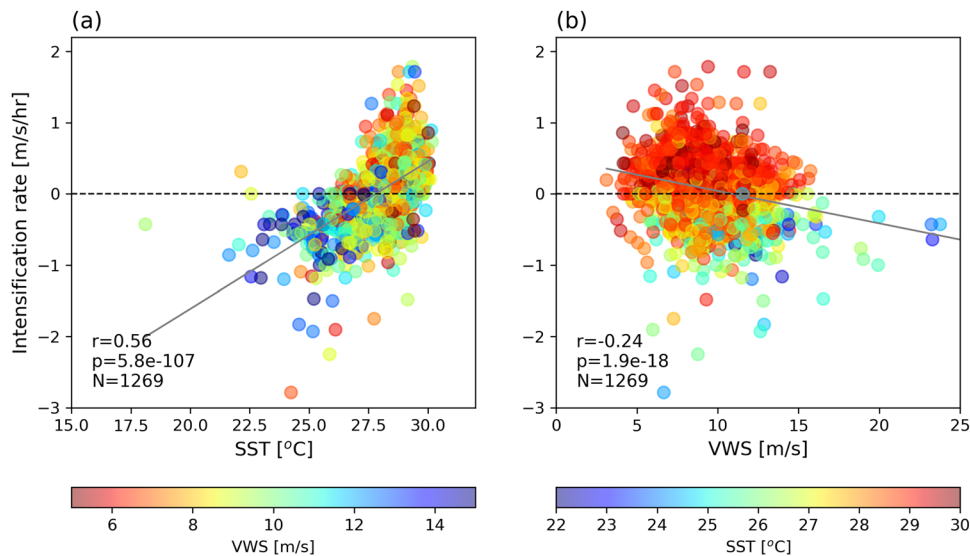 (a)
(b)
Intensification rate [m/s/hr]
2
1
0
−1
−2
−3
r=0.56
p=5.8e-107
N=1269
15.0 17.5 20.0 22.5 25.0 27.5 30.0
SST [°C]
6 8 10 12 14
VWS [m/s]
2
1
0
−1
−2
−3
r=-0.24
p=1.9e-18
N=1269
0 5 10 15 20 25
VWS [m/s]
22 23 24 25 26 27 28 29 30
SST [°C]